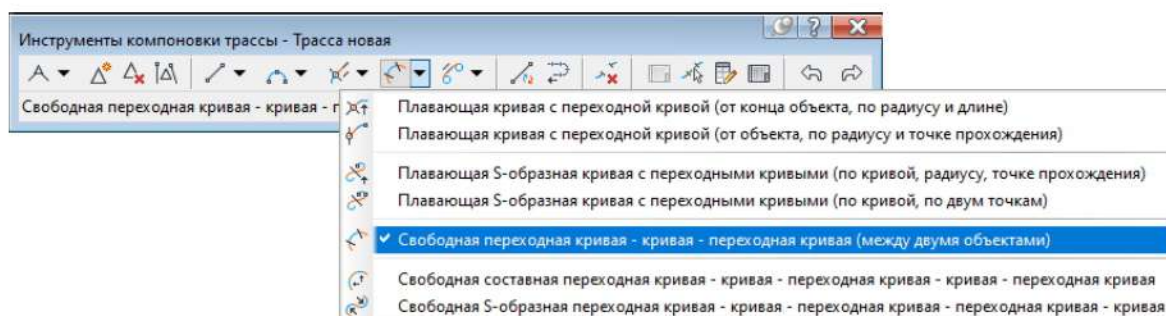 Инструменты компоновки трассы - Трасса новая
Свободная переходная кривая - кривая - п
Плавающая кривая с переходной кривой (от конца объекта, по радиусу и длине)
Плавающая кривая с переходной кривой (от объекта, по радиусу и точке прохождения)
Плавающая S-образная кривая с переходными кривыми (по кривой, радиусу, точке прохождения)
Плавающая S-образная кривая с переходными кривыми (по кривой, по двум точкам)
Свободная переходная кривая - кривая - переходная кривая (между двумя объектами)
Свободная составная переходная кривая - кривая - переходная кривая - кривая - переходная кривая
Свободная S-образная переходная кривая - кривая - переходная кривая - переходная кривая - кривая